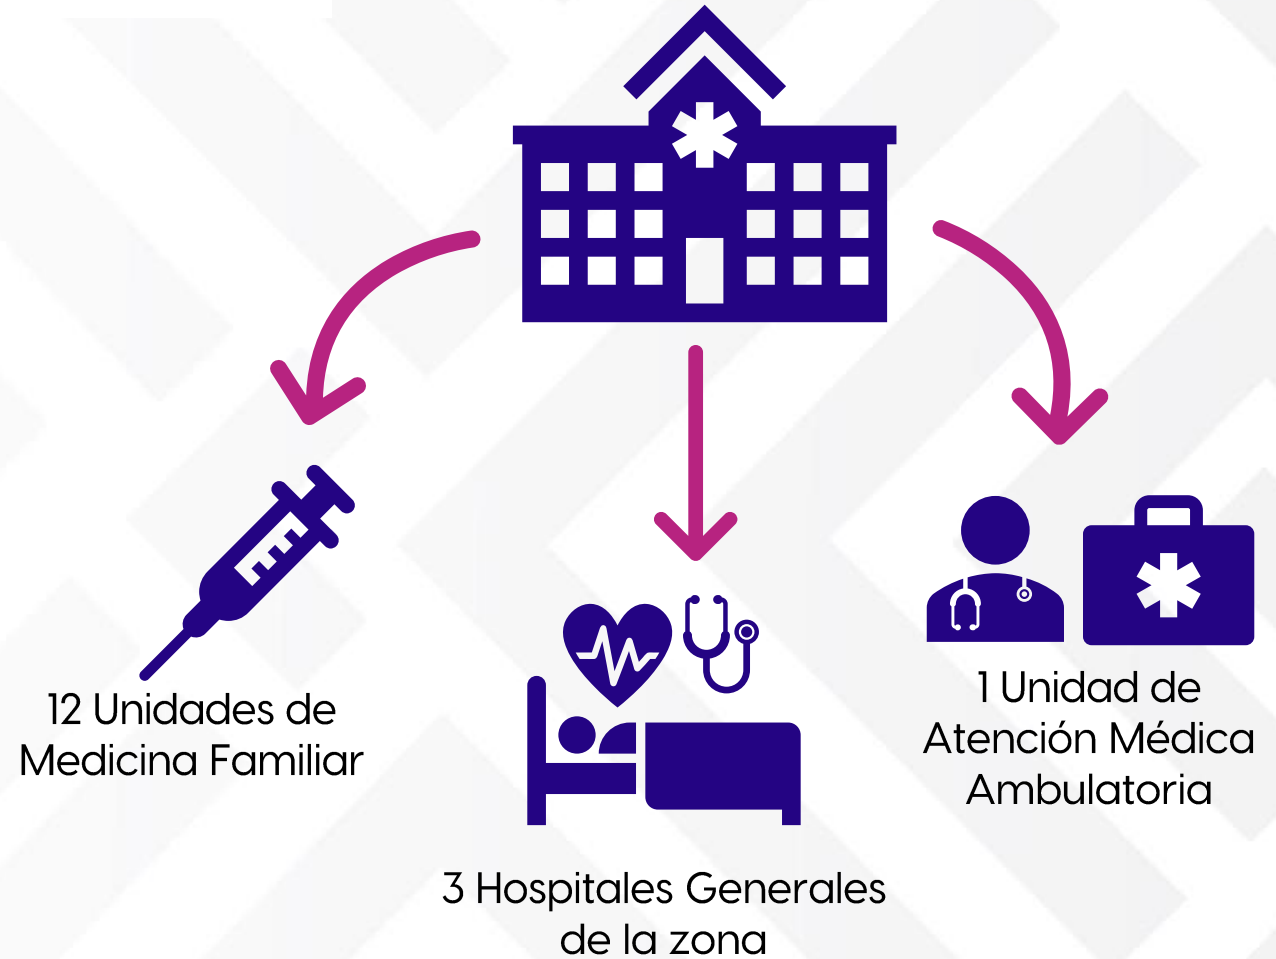 12 Unidades de
Medicina Familiar
3 Hospitales Generales
de la zona
1 Unidad de
Atención Médica
Ambulatoria